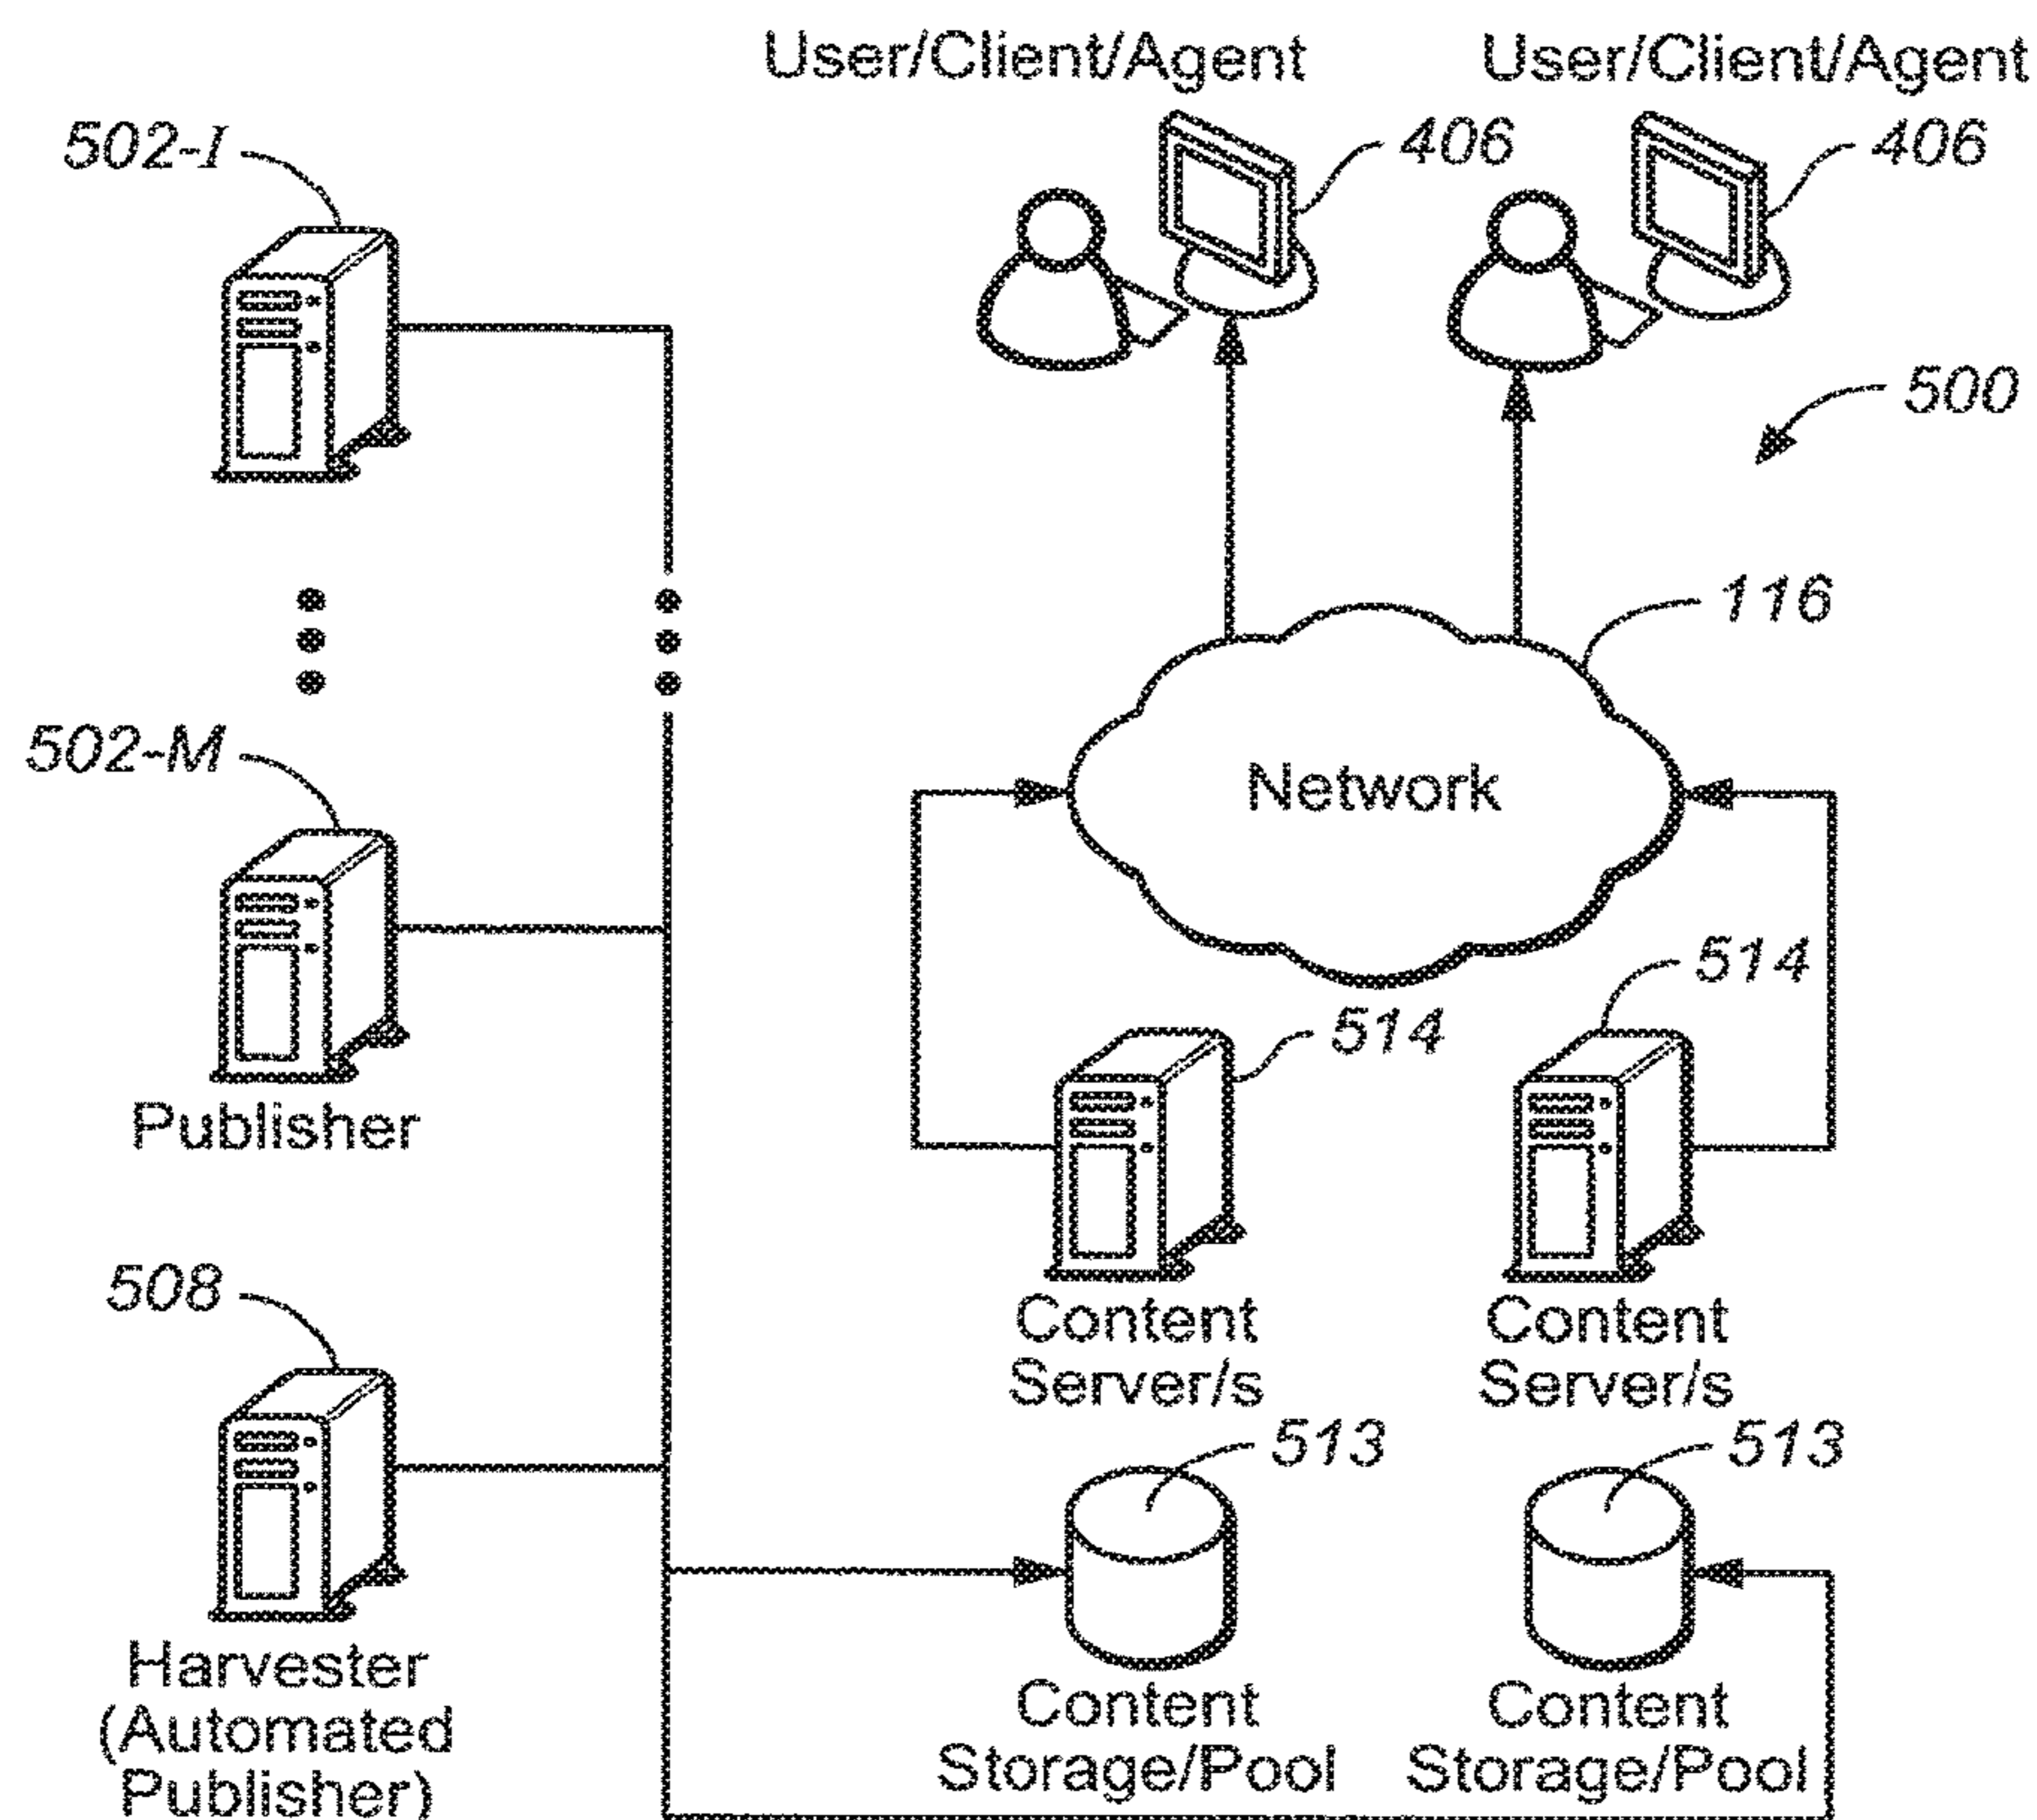 User/Client/Agent
User/Client/Agent
502-I
406
406
500
116
502-M
Network
514
514
Publisher
508
Content
Server/s
Content
Server/s
513
513
Harvester
(Automated
Publisher)
Content
Storage/Pool
Content
Storage/Pool